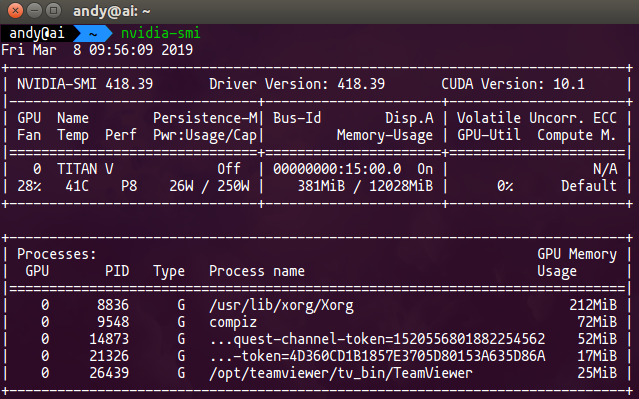 andy@ai: ~
andy@ai ~ nvidia-smi
Fri Mar  8 09:56:09 2019
+-----------------------------------------------------------------------------+
| NVIDIA-SMI 418.39       Driver Version: 418.39       CUDA Version: 10.1     |
|-------------------------------+----------------------+----------------------+
| GPU  Name        Persistence-M| Bus-Id        Disp.A | Volatile Uncorr. ECC |
| Fan  Temp  Perf  Pwr:Usage/Cap|         Memory-Usage | GPU-Util  Compute M. |
|===============================+======================+======================|
|   0  TITAN V             Off  | 00000000:15:00.0  On |                  N/A |
| 28%   41C    P8    26W / 250W |    381MiB / 12028MiB |      0%      Default |
+-------------------------------+----------------------+----------------------+
+-----------------------------------------------------------------------------+
| Processes:                                                       GPU Memory |
|  GPU       PID   Type   Process name                             Usage      |
|=============================================================================|
|    0      8836      G   /usr/lib/xorg/Xorg                           212MiB |
|    0      9548      G   compiz                                        72MiB |
|    0     14873      G   ...quest-channel-token=1520556801882254562    52MiB |
|    0     21326      G   ...-token=4D360CD1B1857E3705D80153A635D86A    17MiB |
|    0     26439      G   /opt/teamviewer/tv_bin/TeamViewer             25MiB |
+-----------------------------------------------------------------------------+